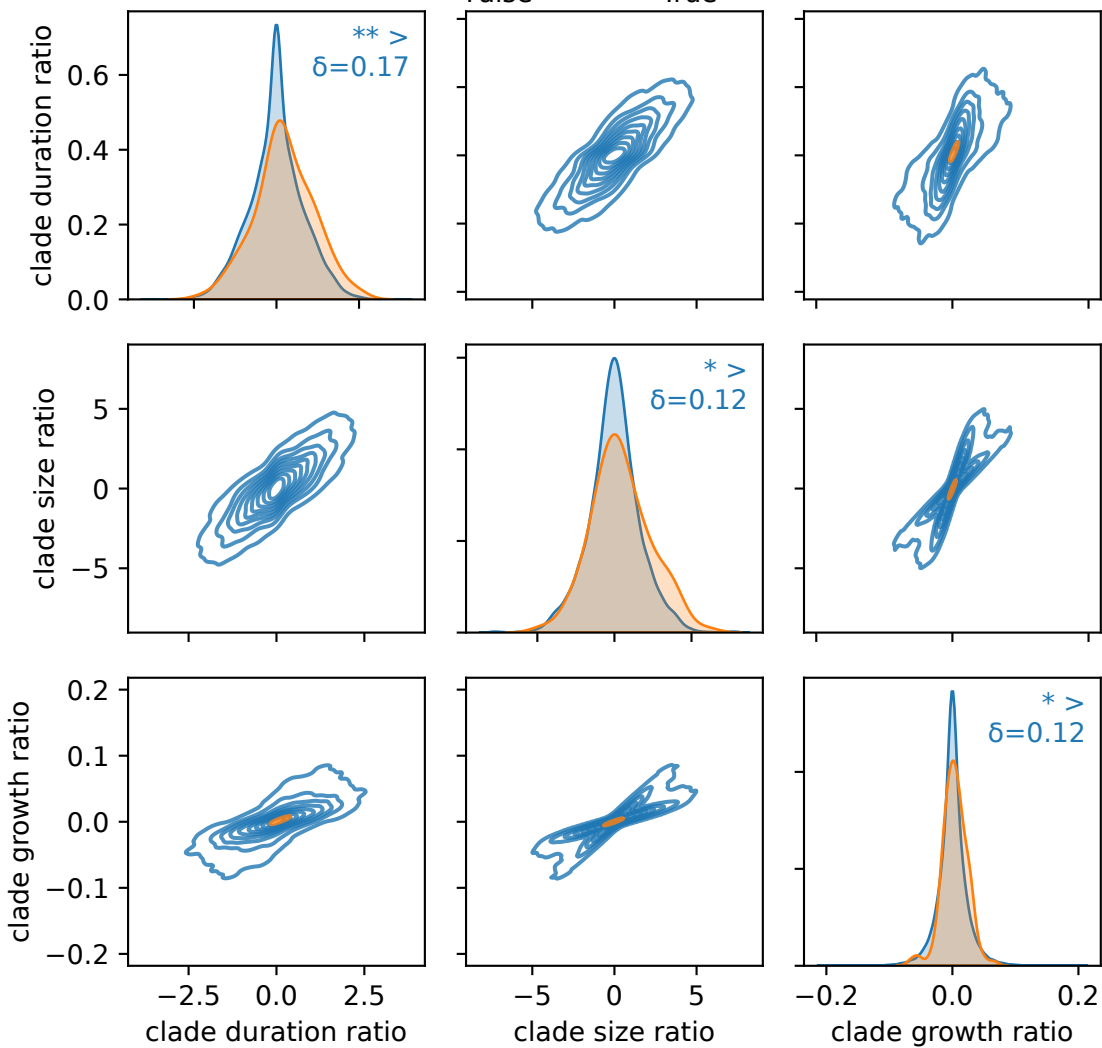 ** >
δ=0.17
0.6
0.4
0.2
0.0
clade duration ratio
* >
δ=0.12
5
0
−5
clade size ratio
* >
δ=0.12
0.2
0.1
0.0
−0.1
−0.2
clade growth ratio
−2.5 0.0 2.5
−5 0 5
−0.2 0.0 0.2
clade duration ratio
clade size ratio
clade growth ratio